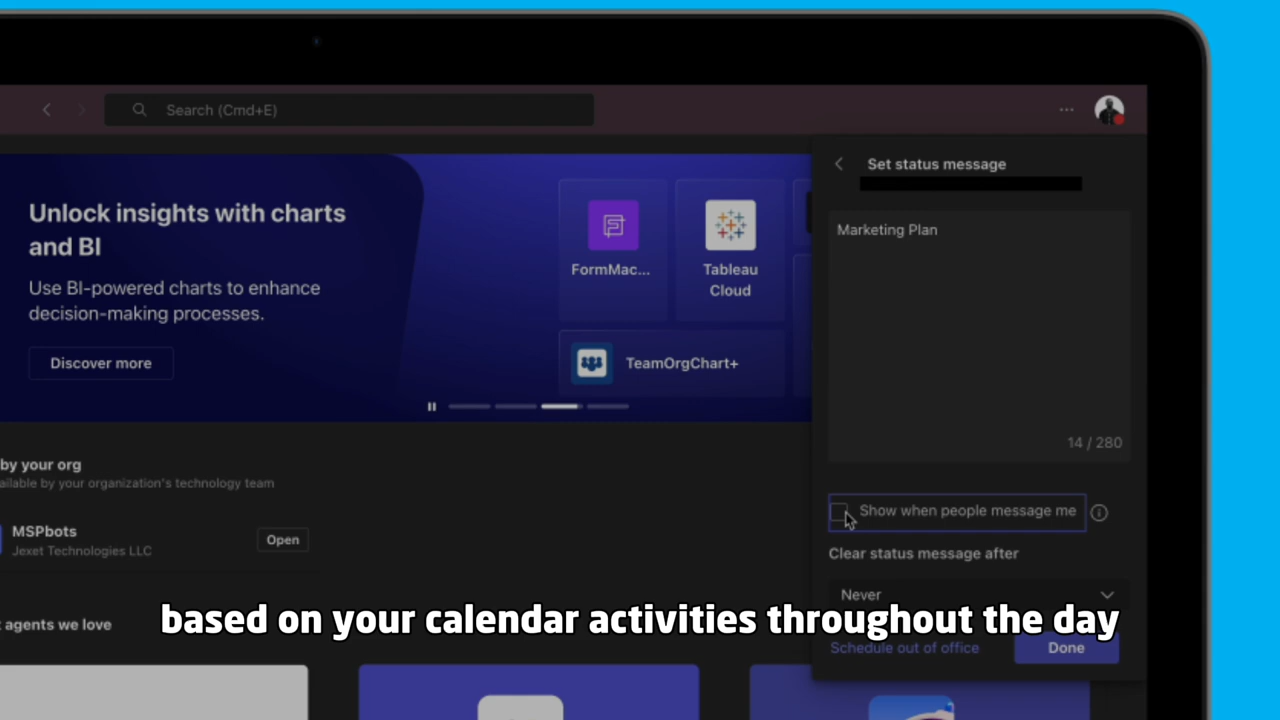 Search (Cmd+E)
Set status message
Unlock insights with charts
and BI
Use BI-powered charts to enhance
decision-making processes.
Discover more
FormMac...
Tableau
Cloud
TeamOrgChart+
Marketing Plan
14 / 280
Show when people message me
Clear status message after
Never
Schedule out of office
Done
by your org
ailable by your organization's technology team
MSPbots
Jexet Technologies LLC
Open
agents we love
based on your calendar activities throughout the day